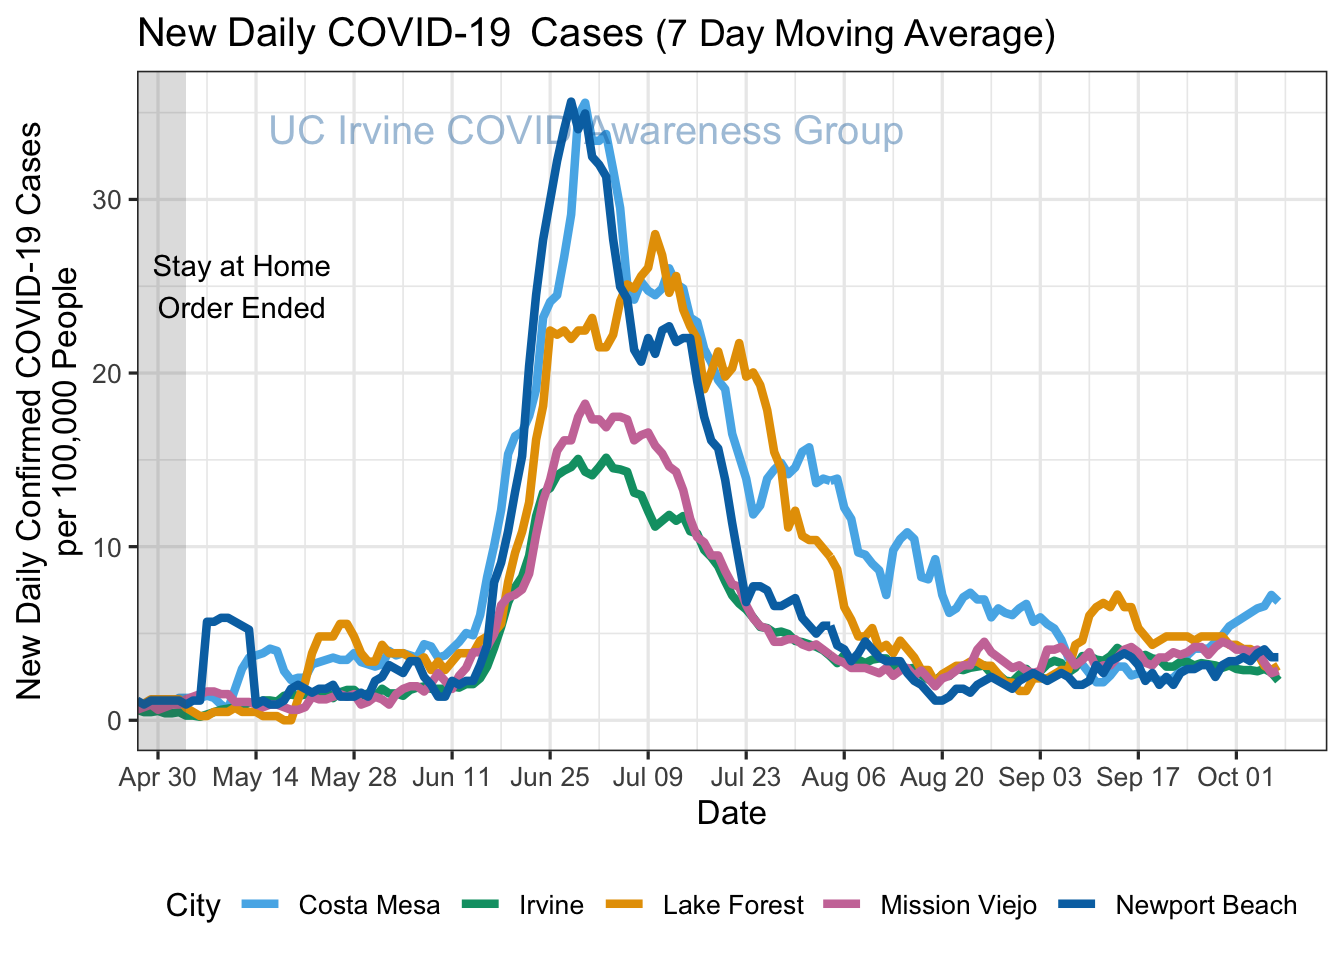 New Daily COVID-19 Cases (7 Day Moving Average)
UC Irvine COVID Awareness Group
Stay at Home
Order Ended
New Daily Confirmed COVID-19 Cases
per 100,000 People
30
20
10
0
Apr 30 May 14 May 28 Jun 11 Jun 25 Jul 09 Jul 23 Aug 06 Aug 20 Sep 03 Sep 17 Oct 01
Date
City Costa Mesa Irvine Lake Forest Mission Viejo Newport Beach